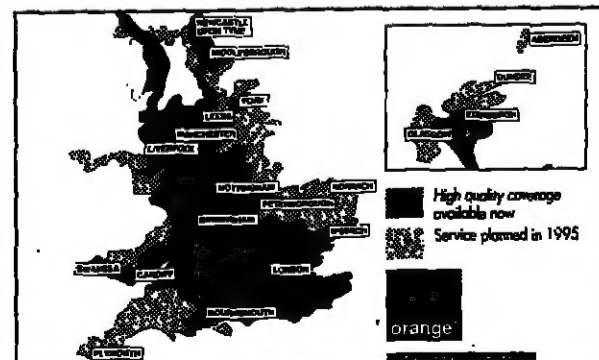 NEWCASTLE
UPON TYNE
MIDDLESBROUGH
YORK
LEEDS
MANCHESTER
LIVERPOOL
NOTTINGHAM
NORWICH
PETERBOROUGH
BIRMINGHAM
IPSWICH
SWANSEA
CARDIFF
LONDON
BOURNEMOUTH
PLYMOUTH
ABERDEEN
DUNDEE
EDINBURGH
GLASGOW
High quality coverage
available now
Service planned in 1995
orange